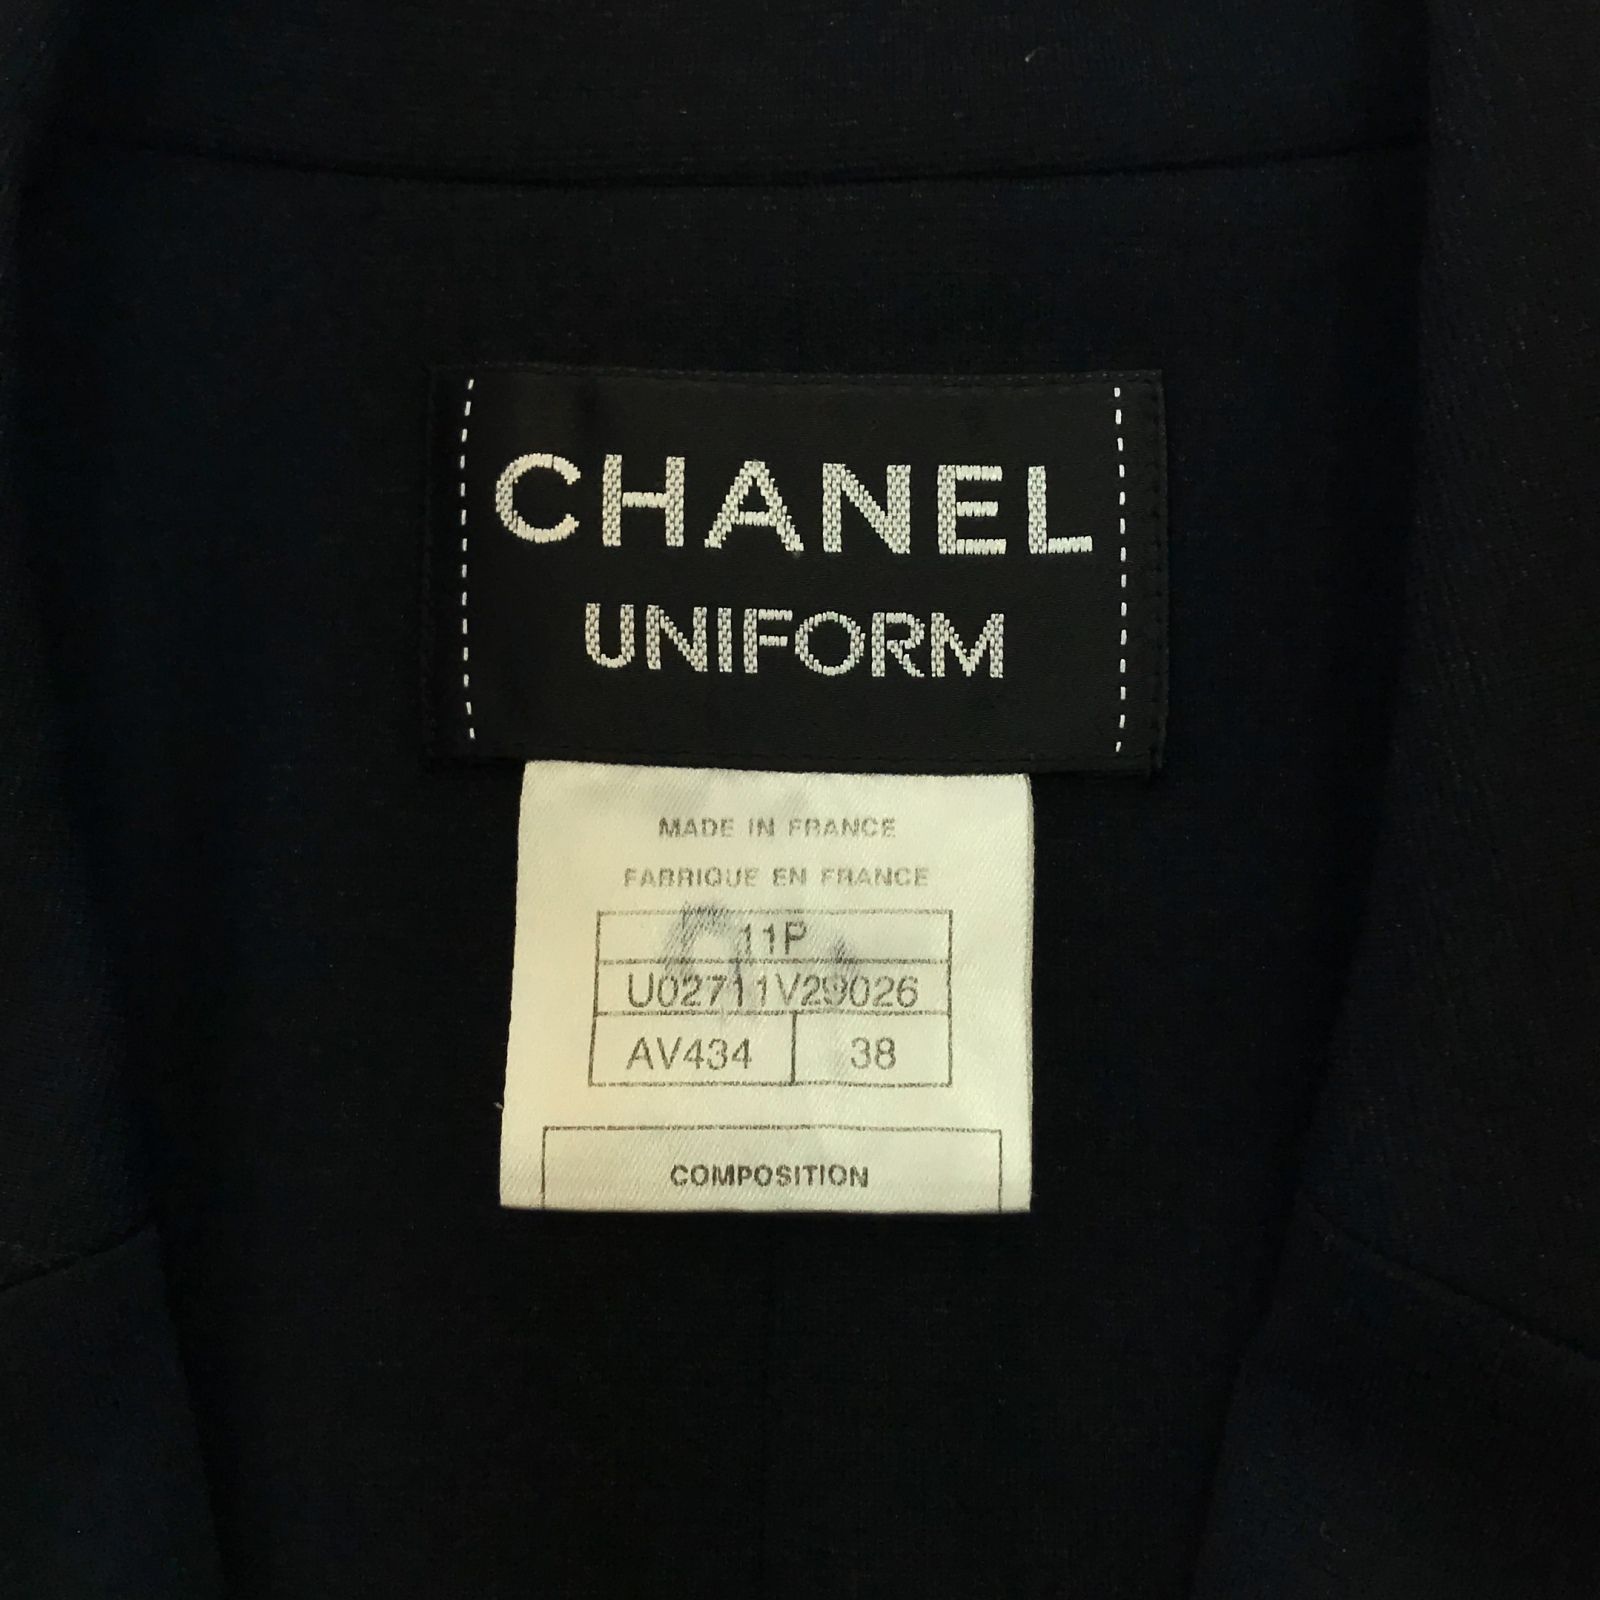 CHANEL
UNIFORM
MADE IN FRANCE
FABRIQUE EN FRANCE
11P
U02711V29026
AV434 38
COMPOSITION